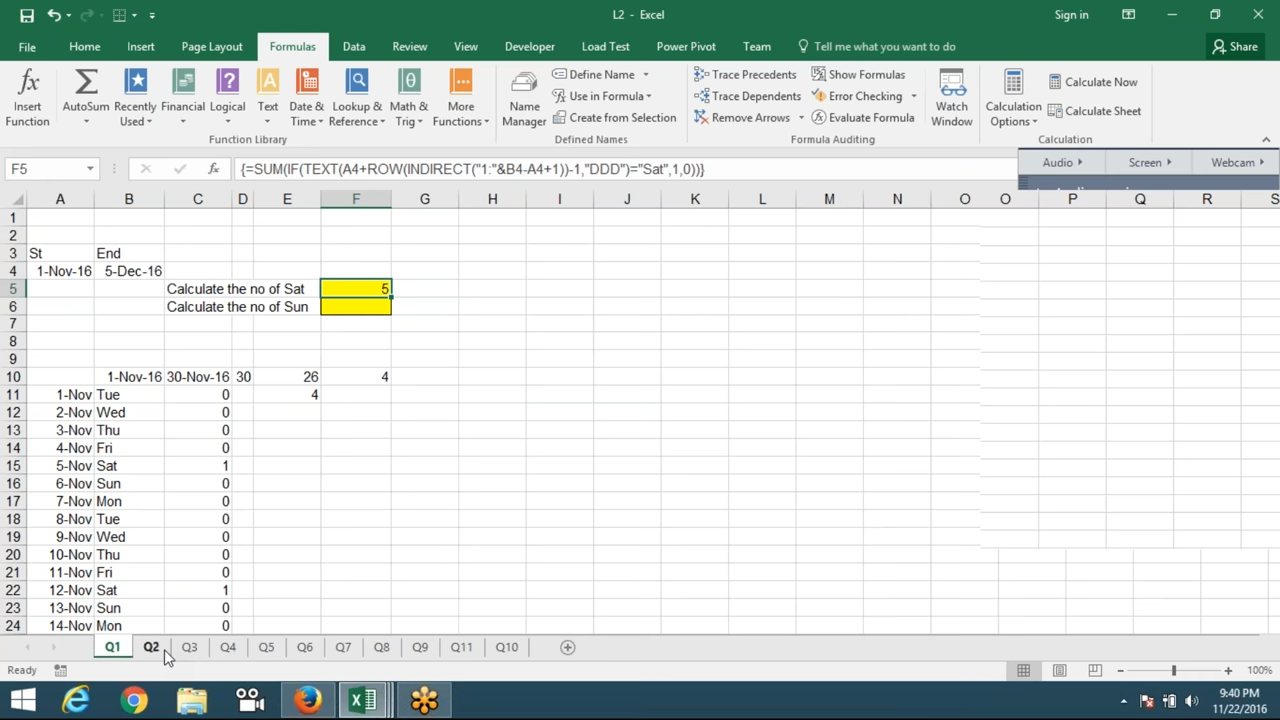 L2 - Excel
Sign in
File Home Insert Page Layout Formulas Data Review View Developer Load Test Power Pivot Team Tell me what you want to do Share
Insert Function
AutoSum
Recently Used
Financial
Logical
Text
Date & Time
Lookup & Reference
Math & Trig
More Functions
Function Library
Name Manager
Define Name
Use in Formula
Create from Selection
Defined Names
Trace Precedents
Trace Dependents
Remove Arrows
Show Formulas
Error Checking
Evaluate Formula
Watch Window
Formula Auditing
Calculation Options
Calculate Now
Calculate Sheet
Calculation
F5 fx {=SUM(IF(TEXT(A4+ROW(INDIRECT("1:"&B4-A4+1))-1,"DDD")="Sat",1,0))}
Audio Screen Webcam
A B C D E F G H I J K L M N O O P Q R S
1
2
3 St End
4 1-Nov-16 5-Dec-16
5 Calculate the no of Sat 5
6 Calculate the no of Sun
7
8
9
10 1-Nov-16 30-Nov-16 30 26 4
11 1-Nov Tue 0 4
12 2-Nov Wed 0
13 3-Nov Thu 0
14 4-Nov Fri 0
15 5-Nov Sat 1
16 6-Nov Sun 0
17 7-Nov Mon 0
18 8-Nov Tue 0
19 9-Nov Wed 0
20 10-Nov Thu 0
21 11-Nov Fri 0
22 12-Nov Sat 1
23 13-Nov Sun 0
24 14-Nov Mon 0
Q1 Q2 Q3 Q4 Q5 Q6 Q7 Q8 Q9 Q11 Q10
Ready 100%
9:40 PM
11/22/2016